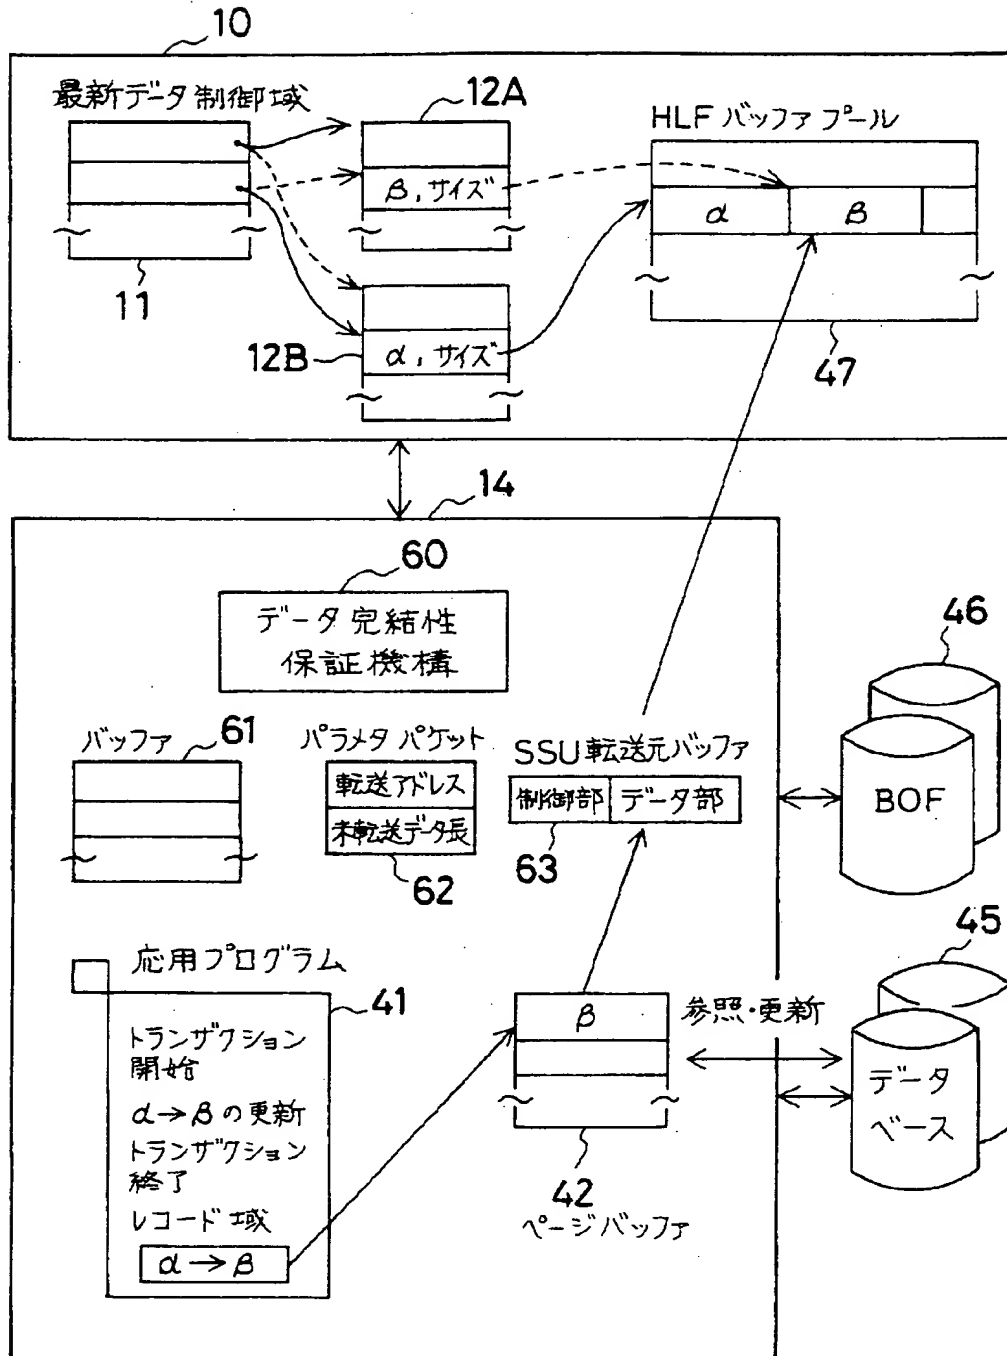 10
最新データ制御域
12A
HLF バッファ プール
β, サイズ
α
β
11
12B
α, サイズ
47
14
60
データ完結性
保証機構
46
バッファ
61
パラメタ パケット
SSU転送元バッファ
転送アドレス
制御部
データ部
BOF
未転送データ長
62
63
応用プログラム
45
41
β
参照・更新
トランザクション
開始
データ
ベース
α→βの更新
トランザクション
終了
42
レコード域
ページバッファ
α→β